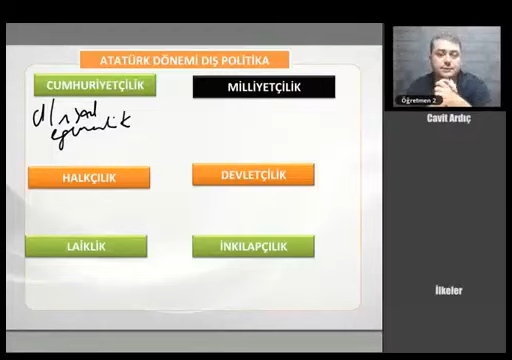 ATATÜRK DÖNEMİ DIŞ POLİTİKA
CUMHURİYETÇİLİK
MİLLİYETÇİLİK
egemenlik
HALKÇILIK
DEVLETÇİLİK
LAİKLİK
İNKILAPÇILIK
Öğretmen 2
Cavit Ardıç
İlkeler